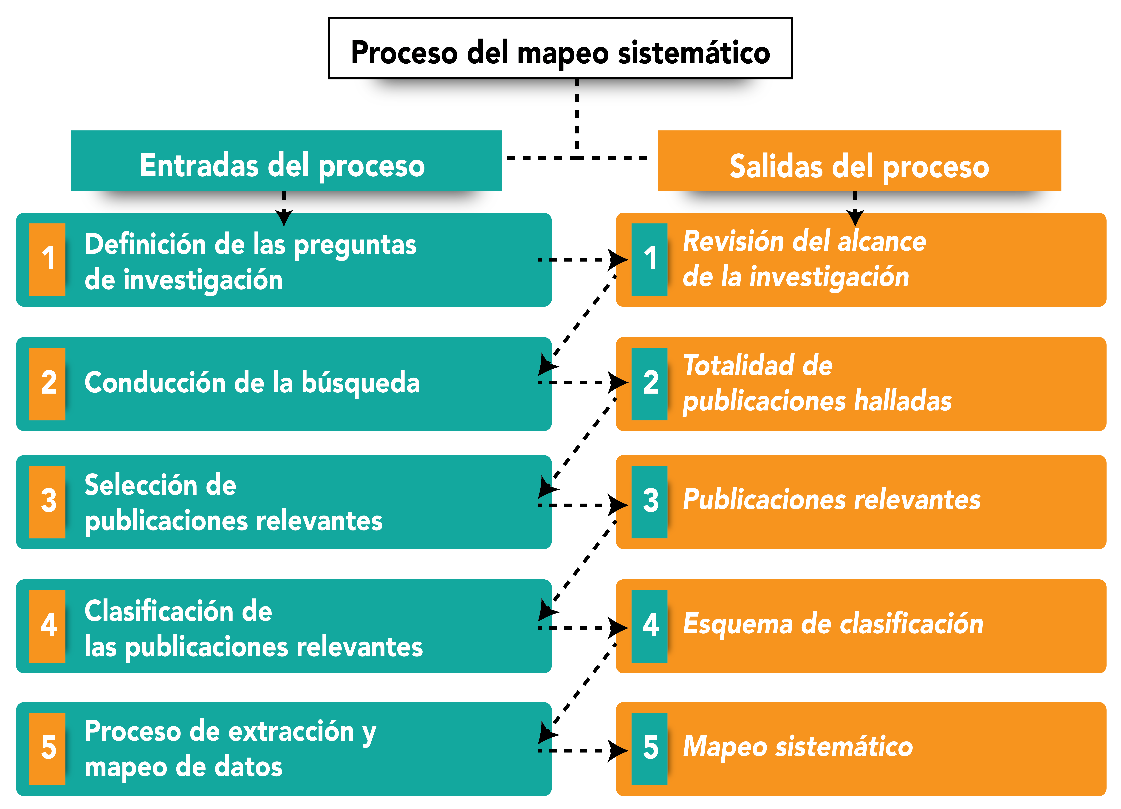 Proceso del mapeo sistemático
Entradas del proceso
Salidas del proceso
1
Definición de las preguntas
de investigación
1
Revisión del alcance
de la investigación
2
Conducción de la búsqueda
2
Totalidad de
publicaciones halladas
3
Selección de
publicaciones relevantes
3
Publicaciones relevantes
4
Clasificación de
las publicaciones relevantes
4
Esquema de clasificación
5
Proceso de extracción y
mapeo de datos
5
Mapeo sistemático